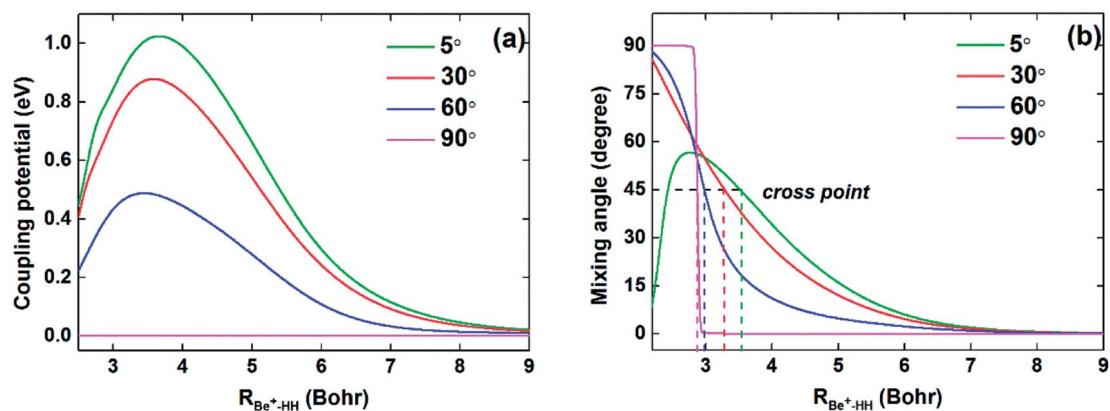 (a)
5°
30°
60°
90°
1.0
0.8
0.6
0.4
0.2
0.0
Coupling potential (eV)
3 4 5 6 7 8 9
R_Be⁺-HH (Bohr)
(b)
5°
30°
60°
90°
cross point
90
75
60
45
30
15
0
Mixing angle (degree)
3 4 5 6 7 8 9
R_Be⁺-HH (Bohr)